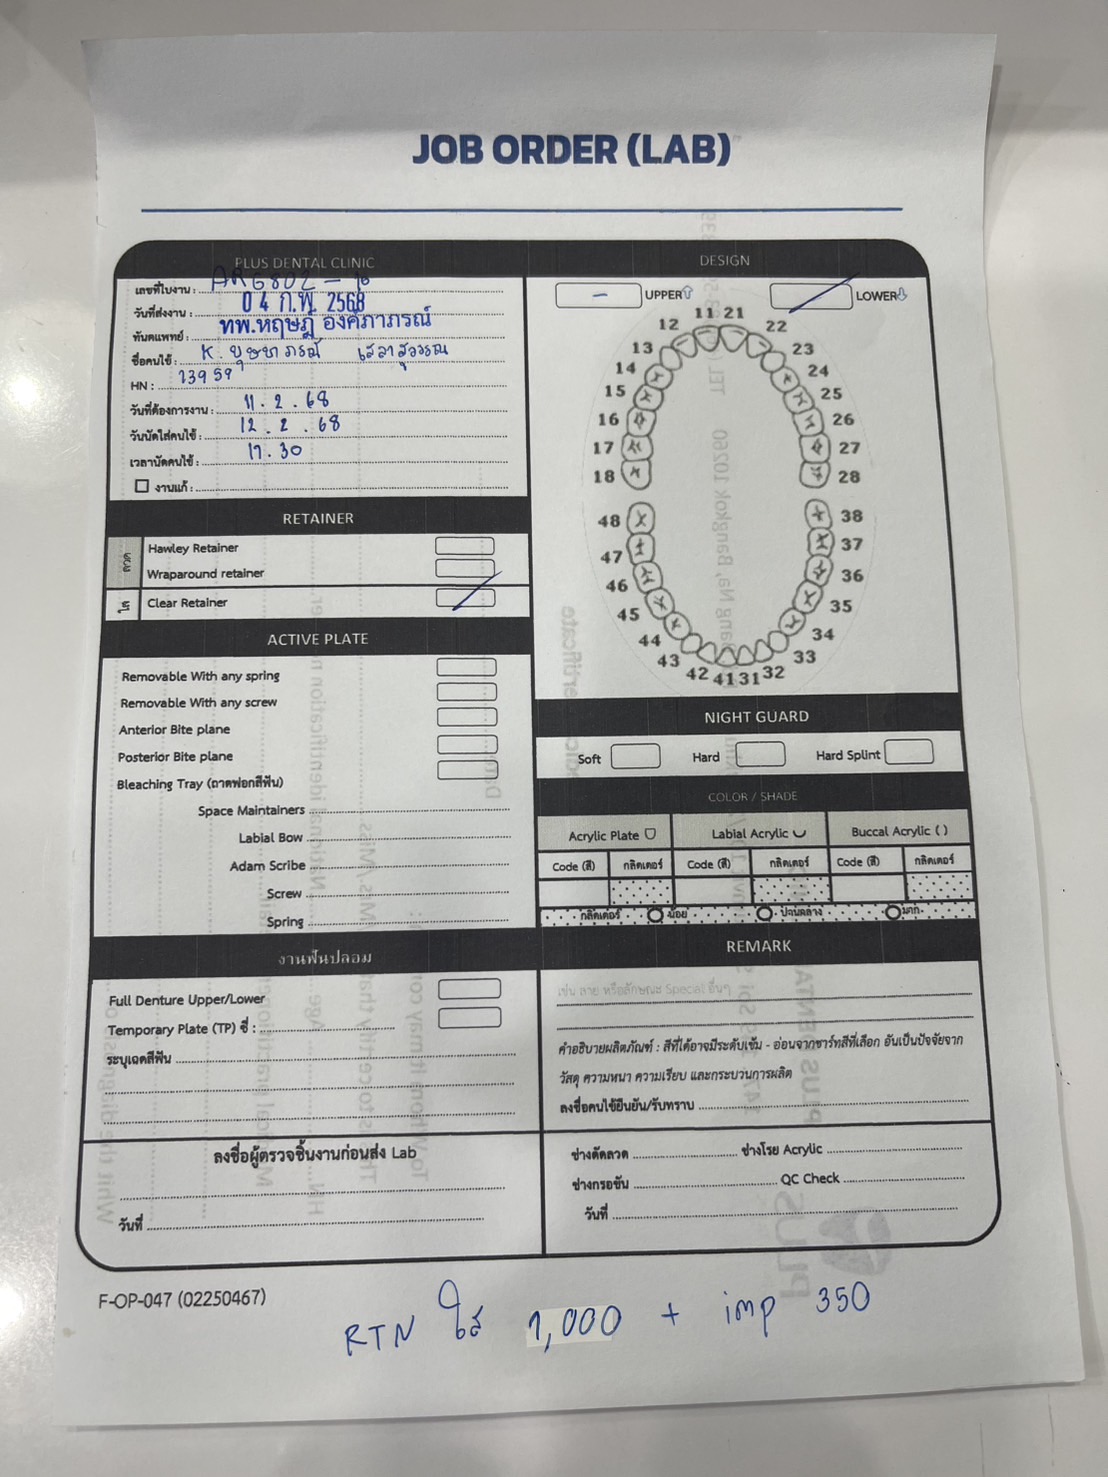 JOB ORDER (LAB)
PLUS DENTAL CLINIC
เลขที่ใบงาน :
วันที่ส่งงาน : 04 ก.พ. 2568
ทันตแพทย์ : ทพ.หฤษฎ์ องค์ภาภรณ์
ชื่อคนไข้ : K.
HN : 23959
วันที่ต้องการงาน : 11.2.68
วันนัดใส่คนไข้ : 12.2.68
เวลานัดคนไข้ : 17.30
งานแก้ :
DESIGN
- UPPER
/ LOWER
11 21
12 22
13 23
14 24
15 25
16 26
17 27
18 28
48 38
47 37
46 36
45 35
44 34
43 33
42 41 31 32
RETAINER
ลวด
Hawley Retainer
Wraparound retainer
ใส
Clear Retainer /
ACTIVE PLATE
Removable With any spring
Removable With any screw
Anterior Bite plane
Posterior Bite plane
Bleaching Tray (ถาดฟอกสีฟัน)
Space Maintainers
Labial Bow
Adam Scribe
Screw
Spring
NIGHT GUARD
Soft Hard Hard Splint
COLOR / SHADE
Acrylic Plate Labial Acrylic Buccal Acrylic ( )
Code (สี) กลิตเตอร์ Code (สี) กลิตเตอร์ Code (สี) กลิตเตอร์
กลิตเตอร์ น้อย ปานกลาง มาก
งานฟันปลอม
Full Denture Upper/Lower
Temporary Plate (TP) ซี่ :
ระบุเฉดสีฟัน
REMARK
เช่น ลาย หรือลักษณะ Special อื่นๆ
คำอธิบายผลิตภัณฑ์ : สีที่ได้อาจมีระดับเข้ม - อ่อนจากชาร์ทสีที่เลือก อันเป็นปัจจัยจาก
วัสดุ ความหนา ความเรียบ และกระบวนการผลิต
ลงชื่อคนไข้ยืนยัน/รับทราบ
ลงชื่อผู้ตรวจชิ้นงานก่อนส่ง Lab
วันที่
ช่างดัดลวด ช่างโรย Acrylic
ช่างกรอขัน QC Check
วันที่
F-OP-047 (02250467)
RTN ใส 1,000 + imp 350